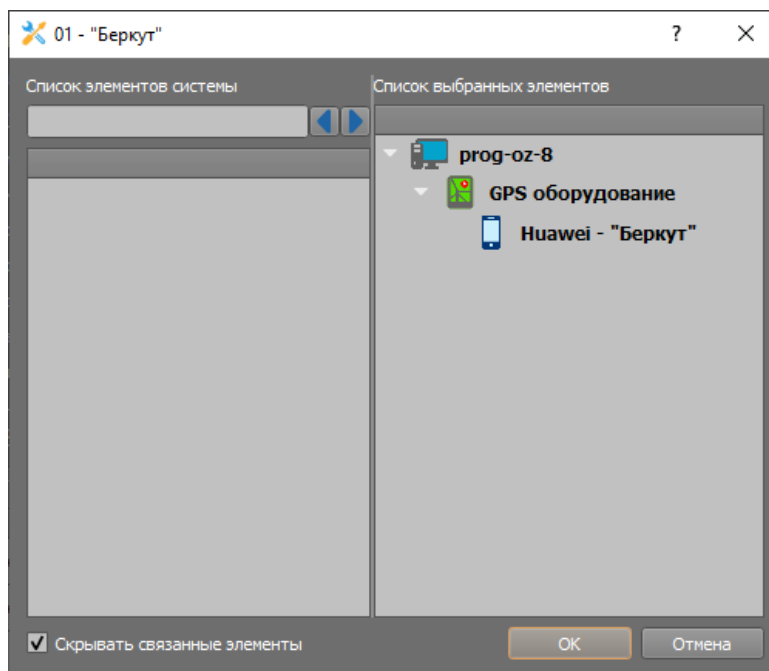 01 - "Беркут"
Список элементов системы
Список выбранных элементов
prog-oz-8
GPS оборудование
Huawei - "Беркут"
Скрывать связанные элементы
OK
Отмена